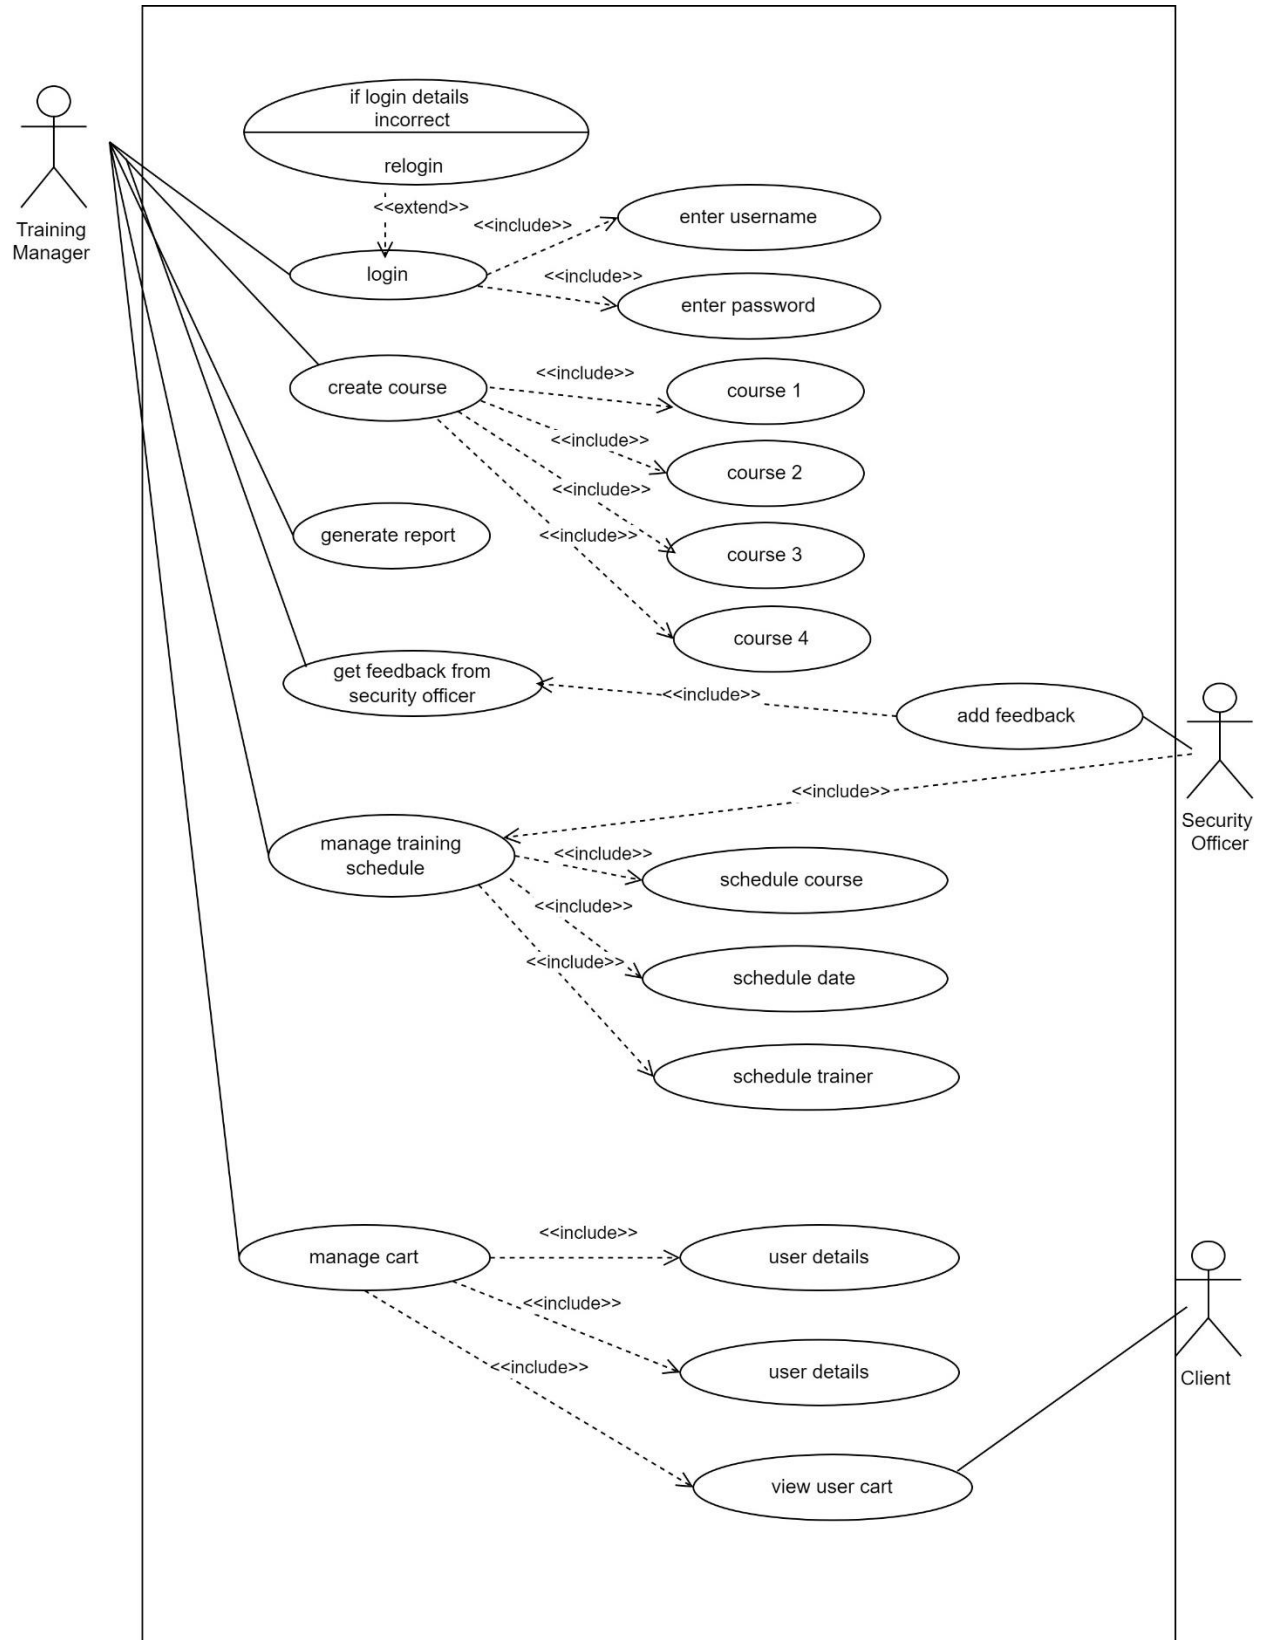 if login details
incorrect
relogin
<<extend>>
<<include>>
enter username
Training
Manager
login
<<include>>
enter password
create course
<<include>>
course 1
<<include>>
course 2
<<include>>
course 3
generate report
<<include>>
course 4
get feedback from
security officer
<<include>>
add feedback
<<include>>
Security
Officer
manage training
schedule
<<include>>
schedule course
<<include>>
schedule date
<<include>>
schedule trainer
manage cart
<<include>>
user details
<<include>>
user details
Client
<<include>>
view user cart